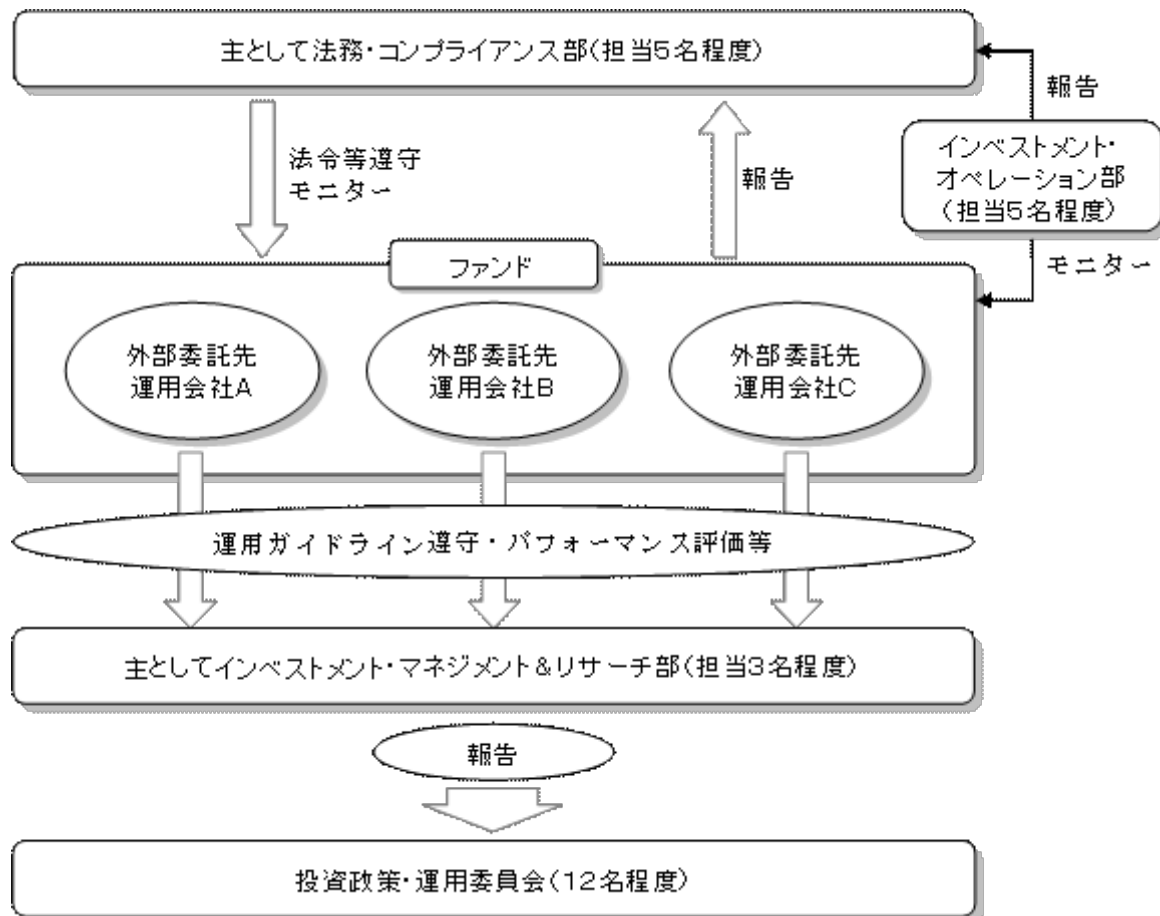 主として法務・コンプライアンス部(担当5名程度)
報告
インベストメント・
オペレーション部
(担当5名程度)
法令等遵守
モニター
報告
モニター
ファンド
外部委託先
運用会社A
外部委託先
運用会社B
外部委託先
運用会社C
運用ガイドライン遵守・パフォーマンス評価等
主としてインベストメント・マネジメント&リサーチ部(担当3名程度)
報告
投資政策・運用委員会(12名程度)